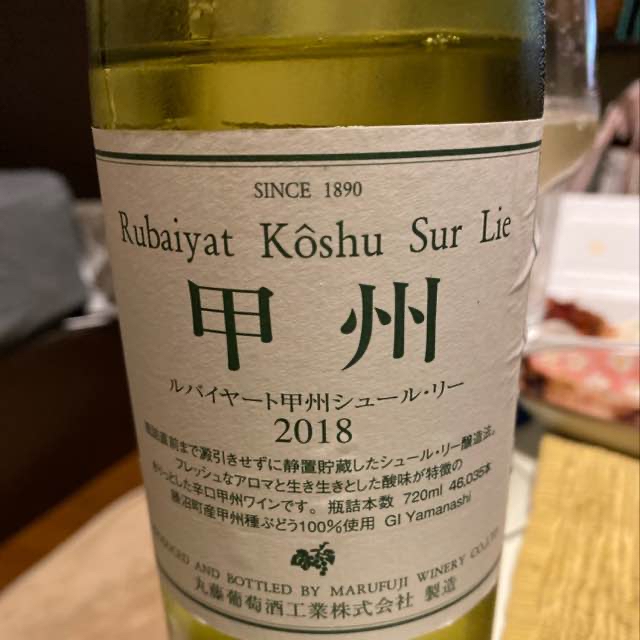 SINCE 1890
Rubaiyat Kôshu Sur Lie
甲州
ルバイヤート甲州シュール・リー
2018
直前まで澱引きせずに静置貯蔵したシュール・リー醸造法。
フレッシュなアロマと生き生きとした酸味が特徴の
きりっとした辛口甲州ワインです。 瓶詰本数 720ml 46,035本
勝沼町産甲州種ぶどう100%使用 GI Yamanashi
AND BOTTLED BY MARUFUJI WINERY CO.,LTD
丸藤葡萄酒工業株式会社 製造